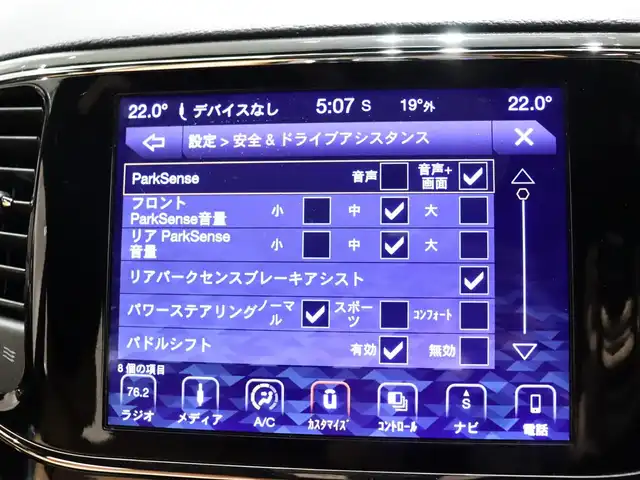 22.0° デバイスなし 5:07 S 19°外 22.0°
設定 > 安全 & ドライブアシスタンス
ParkSense 音声 音声+画面
フロント ParkSense音量 小 中 大
リア ParkSense 音量 小 中 大
リアパークセンスブレーキアシスト
パワーステアリング ノーマル スポーツ コンフォート
パドルシフト 有効 無効
8 個の項目
76.2 S
ラジオ メディア A/C カスタマイズ コントロール ナビ 電話